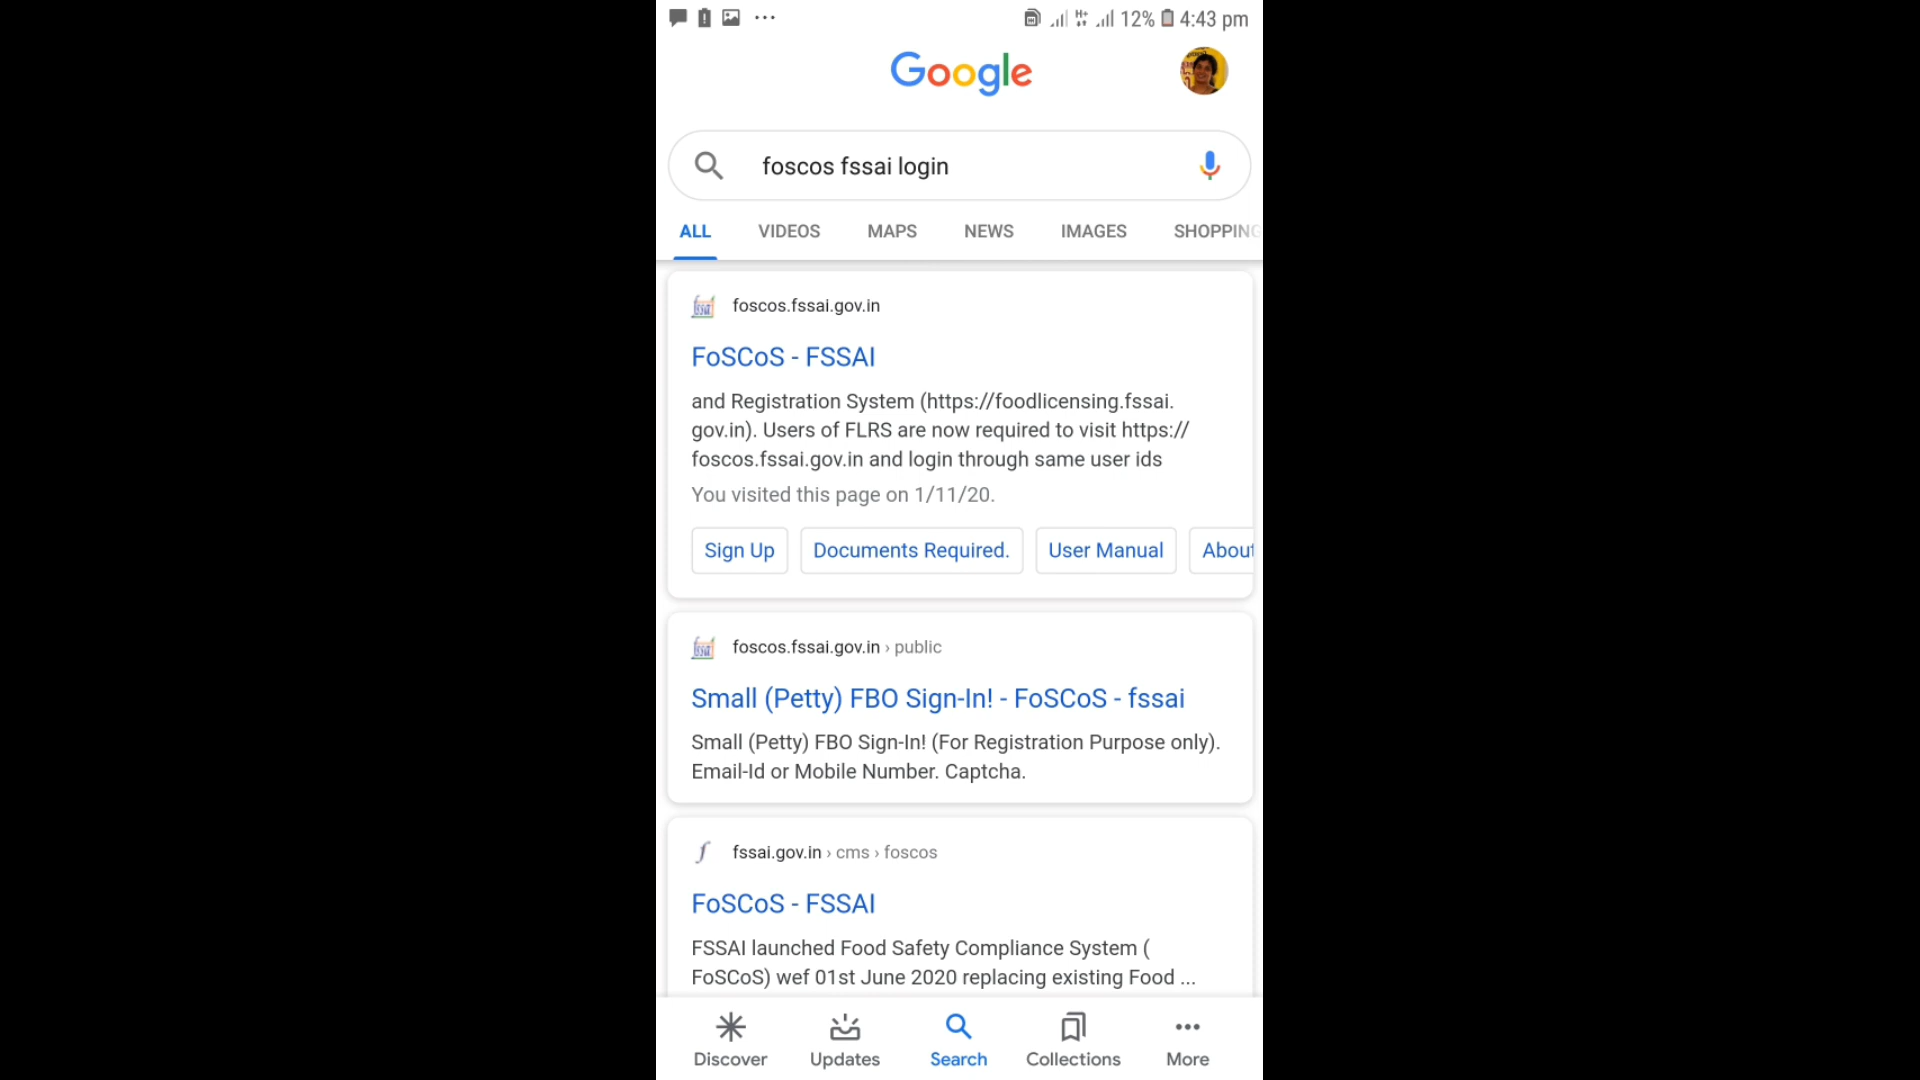 12% 4:43 pm
Google
foscos fssai login
ALL VIDEOS MAPS NEWS IMAGES SHOPPING
foscos.fssai.gov.in
FoSCoS - FSSAI
and Registration System (https://foodlicensing.fssai.
gov.in). Users of FLRS are now required to visit https://
foscos.fssai.gov.in and login through same user ids
You visited this page on 1/11/20.
Sign Up Documents Required. User Manual About
foscos.fssai.gov.in › public
Small (Petty) FBO Sign-In! - FoSCoS - fssai
Small (Petty) FBO Sign-In! (For Registration Purpose only).
Email-Id or Mobile Number. Captcha.
fssai.gov.in › cms › foscos
FoSCoS - FSSAI
FSSAI launched Food Safety Compliance System (
FoSCoS) wef 01st June 2020 replacing existing Food ...
Discover Updates Search Collections More